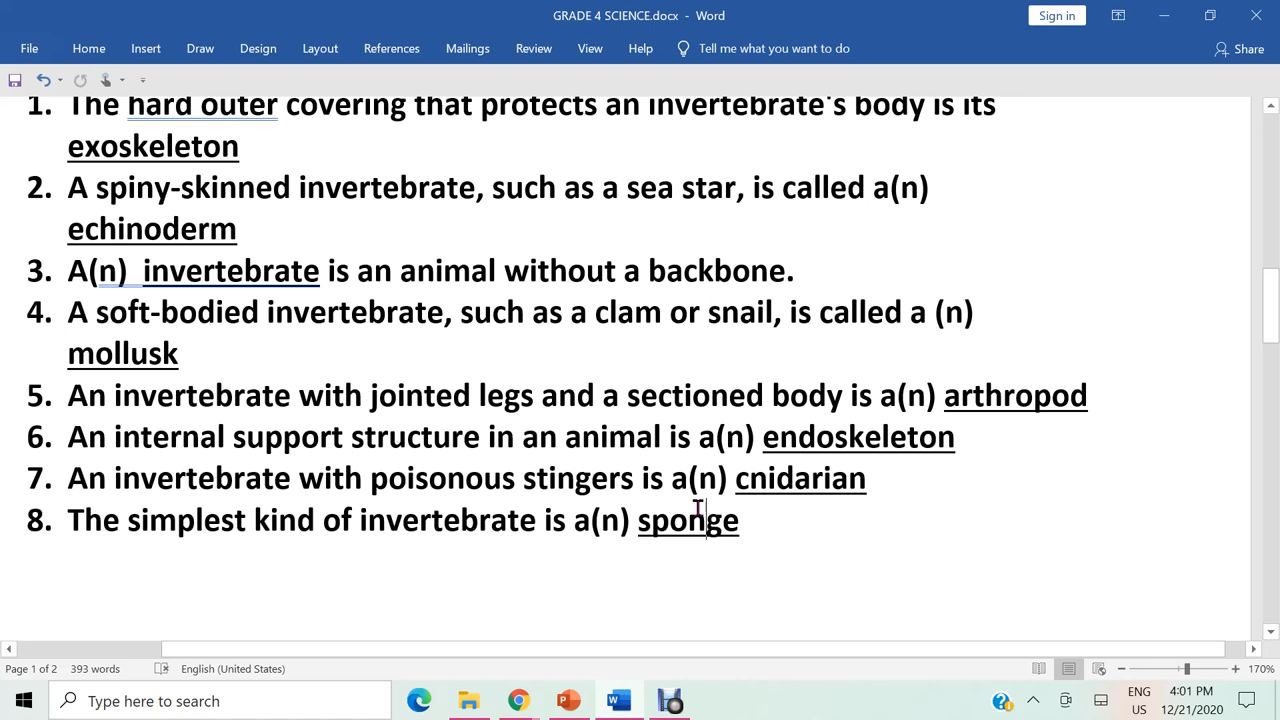 GRADE 4 SCIENCE.docx - Word
Sign in
File Home Insert Draw Design Layout References Mailings Review View Help Tell me what you want to do Share
1. The hard outer covering that protects an invertebrate's body is its
exoskeleton
2. A spiny-skinned invertebrate, such as a sea star, is called a(n)
echinoderm
3. A(n) invertebrate is an animal without a backbone.
4. A soft-bodied invertebrate, such as a clam or snail, is called a (n)
mollusk
5. An invertebrate with jointed legs and a sectioned body is a(n) arthropod
6. An internal support structure in an animal is a(n) endoskeleton
7. An invertebrate with poisonous stingers is a(n) cnidarian
8. The simplest kind of invertebrate is a(n) sponge
Page 1 of 2 393 words English (United States) 170%
Type here to search
ENG
US
4:01 PM
12/21/2020